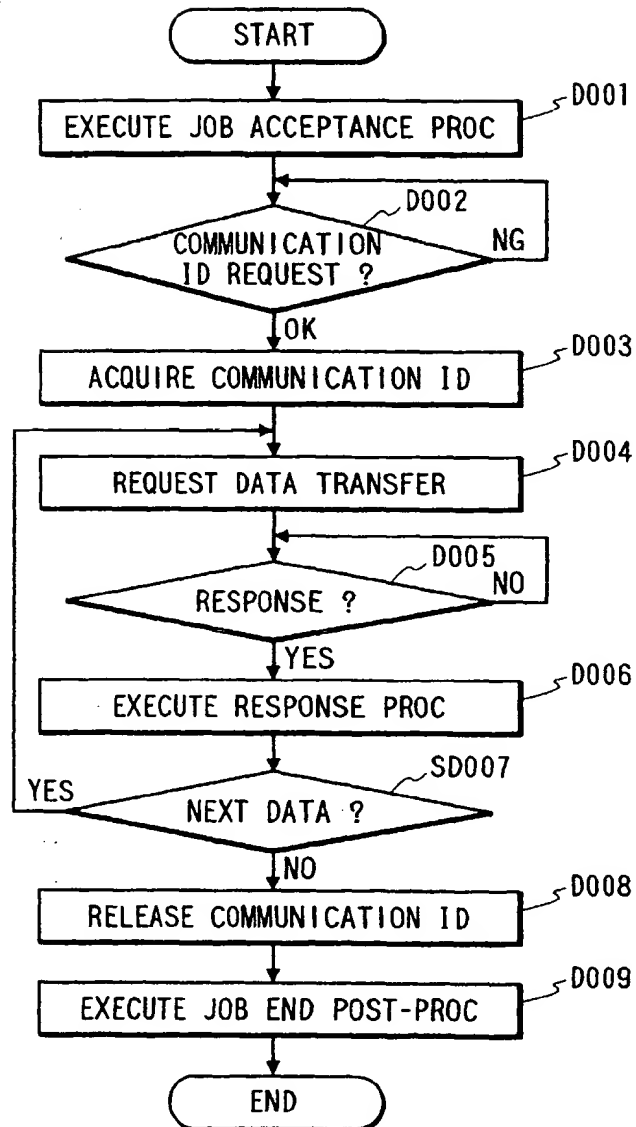 START
D001
EXECUTE JOB ACCEPTANCE PROC
D002
COMMUNICATION
ID REQUEST ?
NG
OK
D003
ACQUIRE COMMUNICATION ID
D004
REQUEST DATA TRANSFER
D005
RESPONSE ?
NO
YES
D006
EXECUTE RESPONSE PROC
SD007
YES
NEXT DATA ?
NO
D008
RELEASE COMMUNICATION ID
D009
EXECUTE JOB END POST-PROC
END